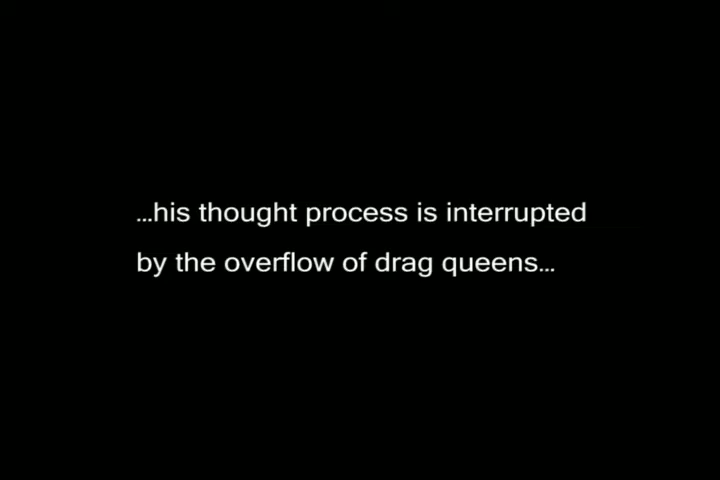 ...his thought process is interrupted
by the overflow of drag queens...